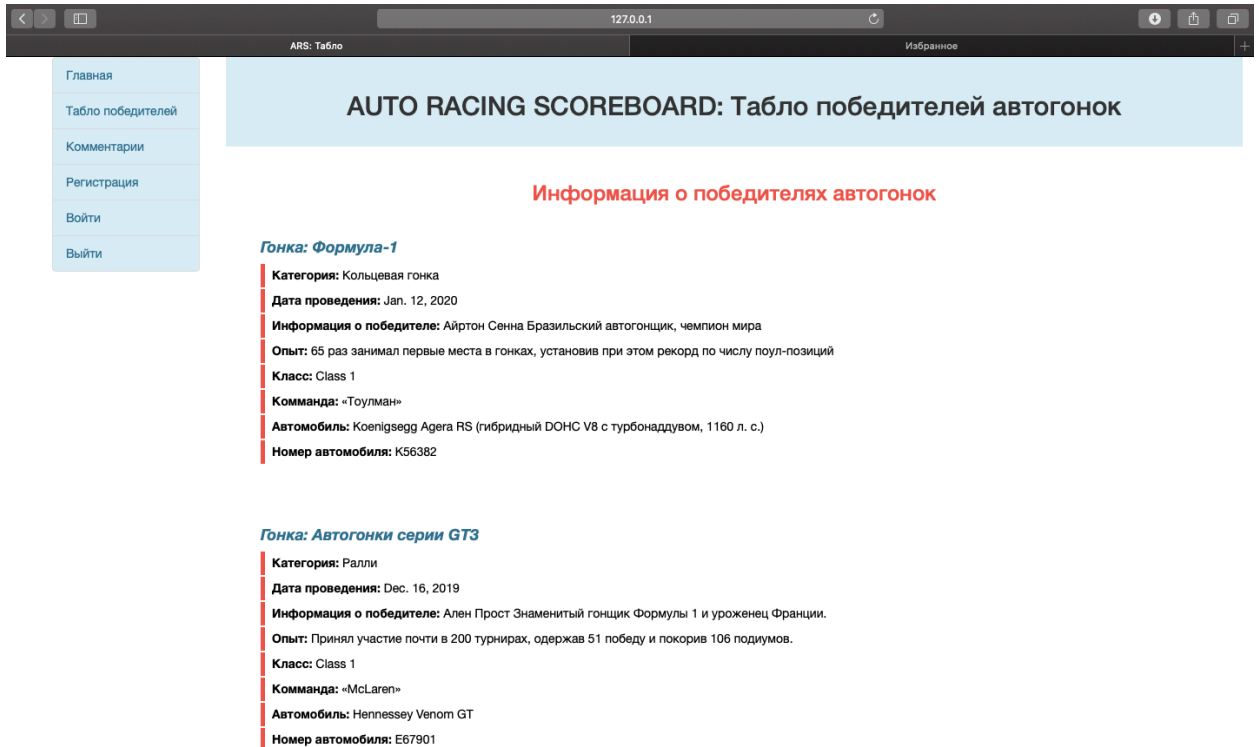 127.0.0.1
ARS: Табло
Избранное
Главная
Табло победителей
Комментарии
Регистрация
Войти
Выйти
AUTO RACING SCOREBOARD: Табло победителей автогонок
Информация о победителях автогонок
Гонка: Формула-1
Категория: Кольцевая гонка
Дата проведения: Jan. 12, 2020
Информация о победителе: Айртон Сенна Бразильский автогонщик, чемпион мира
Опыт: 65 раз занимал первые места в гонках, установив при этом рекорд по числу поул-позиций
Класс: Class 1
Комманда: «Тоулман»
Автомобиль: Koenigsegg Agera RS (гибридный DOHC V8 с турбонаддувом, 1160 л. с.)
Номер автомобиля: K56382
Гонка: Автогонки серии GT3
Категория: Ралли
Дата проведения: Dec. 16, 2019
Информация о победителе: Ален Прост Знаменитый гонщик Формулы 1 и уроженец Франции.
Опыт: Принял участие почти в 200 турнирах, одержав 51 победу и покорив 106 подиумов.
Класс: Class 1
Комманда: «McLaren»
Автомобиль: Hennessey Venom GT
Номер автомобиля: E67901